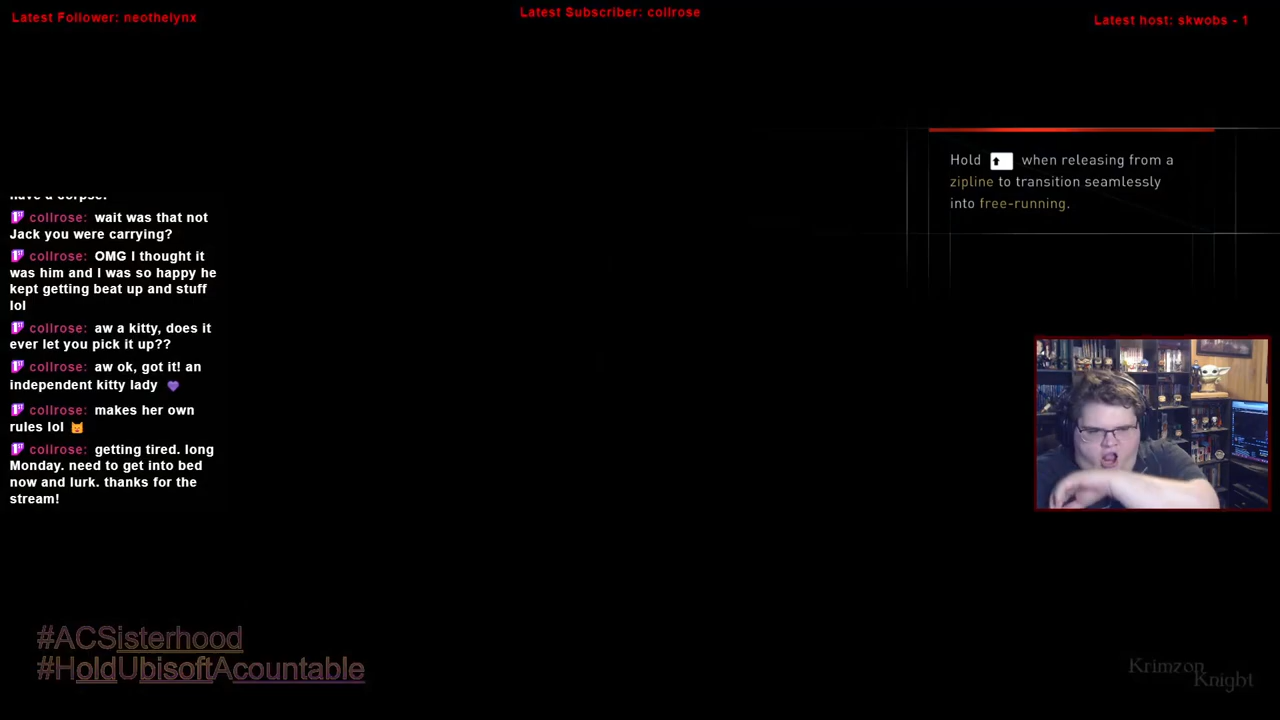 Latest Follower: neothelynx
Latest Subscriber: collrose
Latest host: skwobs - 1
Hold when releasing from a
zipline to transition seamlessly
into free-running.
have a corpse!
collrose: wait was that not
Jack you were carrying?
collrose: OMG I thought it
was him and I was so happy he
kept getting beat up and stuff
lol
collrose: aw a kitty, does it
ever let you pick it up??
collrose: aw ok, got it! an
independent kitty lady 💜
collrose: makes her own
rules lol 🐱
collrose: getting tired. long
Monday. need to get into bed
now and lurk. thanks for the
stream!
#ACSisterhood
#HoldUbisoftAcountable
Krimzon
Knight